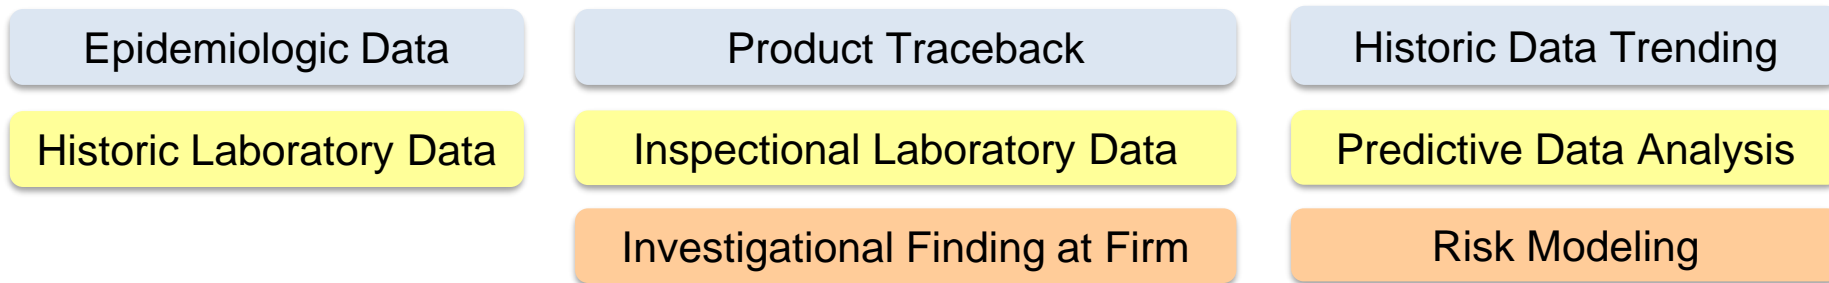 Epidemiologic Data
Product Traceback
Historic Data Trending
Historic Laboratory Data
Inspectional Laboratory Data
Predictive Data Analysis
Investigational Finding at Firm
Risk Modeling